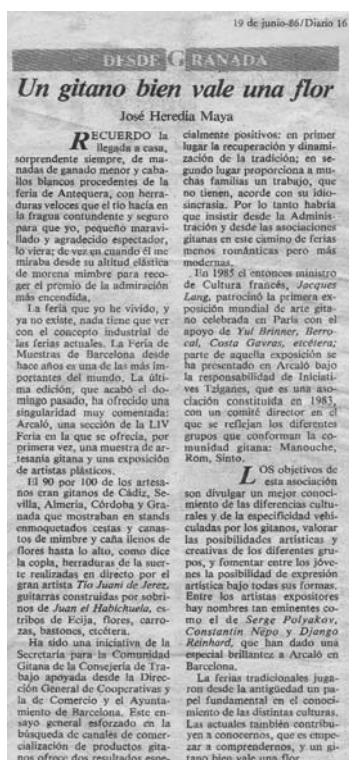 19 de junio-86/Diario 16
DESDE GRANADA
Un gitano bien vale una flor
José Heredia Maya
RECUERDO la
llegada a casa,
sorprendente siempre, de ma-
nadas de ganado menor y caba-
llos blancos procedentes de la
feria de Antequera, con herra-
duras veloces que el tío hacía en
la fragua contundente y seguro
para que yo, pequeño maravi-
llado y agradecido espectador,
lo viera; de vez en cuando él me
miraba desde su altitud plástica
de morena mimbre para reco-
ger el premio de la admiración
más encendida.
La feria que yo he vivido, y
ya no existe, nada tiene que ver
con el concepto industrial de
las ferias actuales. La Feria de
Muestras de Barcelona desde
hace años es una de las más im-
portantes del mundo. La últi-
ma edición, que acabó el do-
mingo pasado, ha ofrecido una
singularidad muy comentada:
Arcaló, una sección de la LIV
Feria en la que se ofrecía, por
primera vez, una muestra de ar-
tesanía gitana y una exposición
de artistas plásticos.
El 90 por 100 de los artesa-
nos eran gitanos de Cádiz, Se-
villa, Almería, Córdoba y Gra-
nada que mostraban en stands
enmoquetados cestas y canas-
tos de mimbre y caña llenos de
flores hasta lo alto, como dice
la copla, herraduras de la suer-
te realizadas en directo por el
gran artista Tío Juani de Jerez,
guitarras construidas por sobri-
nos de Juan el Habichuela, es-
tribos de Ecija, flores, carro-
zas, bastones, etcétera.
Ha sido una iniciativa de la
Secretaría para la Comunidad
Gitana de la Consejería de Tra-
bajo apoyada desde la Direc-
ción General de Cooperativas y
la de Comercio y el Ayunta-
miento de Barcelona. Este en-
sayo general esforzado en la
búsqueda de canales de comer-
cialización de productos gita-
nos ofrece dos resultados espe-
cialmente positivos: en primer
lugar la recuperación y dinami-
zación de la tradición; en se-
gundo lugar proporciona a mu-
chas familias un trabajo, que
no tienen, acorde con su idio-
sincrasia. Por lo tanto habría
que insistir desde la Adminis-
tración y desde las asociaciones
gitanas en este camino de ferias
menos románticas pero más
modernas.
En 1985 el entonces ministro
de Cultura francés, Jacques
Lang, patrocinó la primera ex-
posición mundial de arte gita-
no celebrada en París con el
apoyo de Yul Brinner, Berro-
cal, Costa Gavras, etcétera;
parte de aquella exposición se
ha presentado en Arcaló bajo
la responsabilidad de Iniciati-
ves Tziganes, que es una aso-
ciación constituida en 1983,
con un comité director en el
que se reflejan los diferentes
grupos que conforman la co-
munidad gitana: Manouche,
Rom, Sinto.
LOS objetivos de
esta asociación
son divulgar un mejor conoci-
miento de las diferencias cultu-
rales y de la especificidad vehi-
culadas por los gitanos, valorar
las posibilidades artísticas y
creativas de los diferentes gru-
pos, y fomentar entre los jóve-
nes la posibilidad de expresión
artística bajo todas sus formas.
Entre los artistas expositores
hay nombres tan eminentes co-
mo el de Serge Polyakov,
Constantin Népo y Django
Reinhard, que han dado una
especial brillantez a Arcaló en
Barcelona.
La ferias tradicionales juga-
ron desde la antigüedad un pa-
pel fundamental en el conoci-
miento de las distintas culturas.
Las actuales también contribu-
yen a conocernos, que es empe-
zar a comprendernos, y un gi-
tano bien vale una flor.